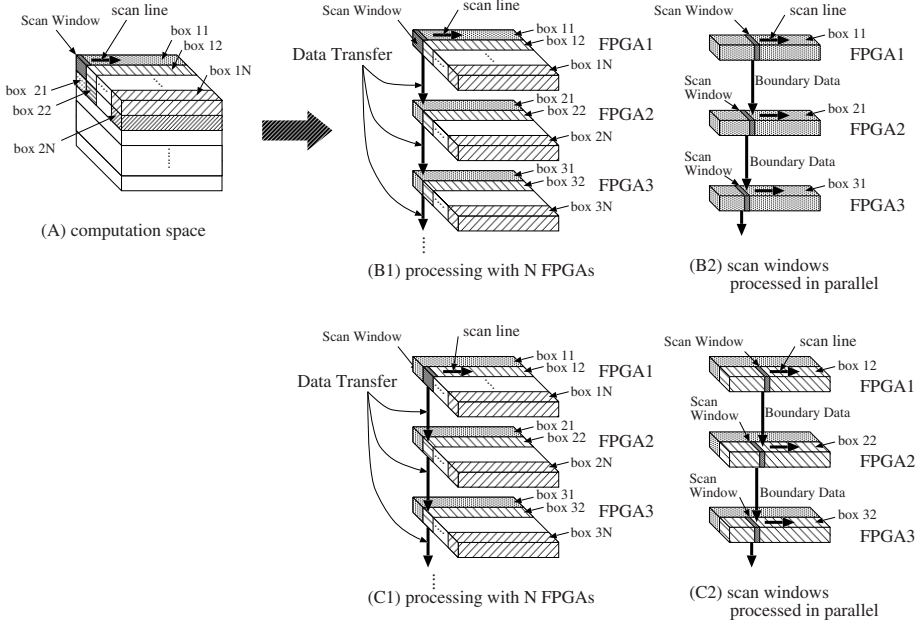 scan line
Scan Window
box 11
box 12
box 1N
box 21
box 22
box 2N
(A) computation space
scan line
Scan Window
box 11
box 12
FPGA1
box 1N
Data Transfer
box 21
box 22
FPGA2
box 2N
box 31
box 32
FPGA3
box 3N
(B1) processing with N FPGAs
Scan Window
scan line
box 11
FPGA1
Scan
Window
Boundary Data
box 21
FPGA2
Scan
Window
Boundary Data
box 31
FPGA3
(B2) scan windows
processed in parallel
scan line
Scan Window
box 11
box 12
FPGA1
Data Transfer
box 1N
box 21
box 22
FPGA2
box 2N
box 31
box 32
FPGA3
box 3N
(C1) processing with N FPGAs
Scan Window
scan line
box 12
FPGA1
Scan
Window
Boundary Data
box 22
FPGA2
Scan
Window
Boundary Data
box 32
FPGA3
(C2) scan windows
processed in parallel